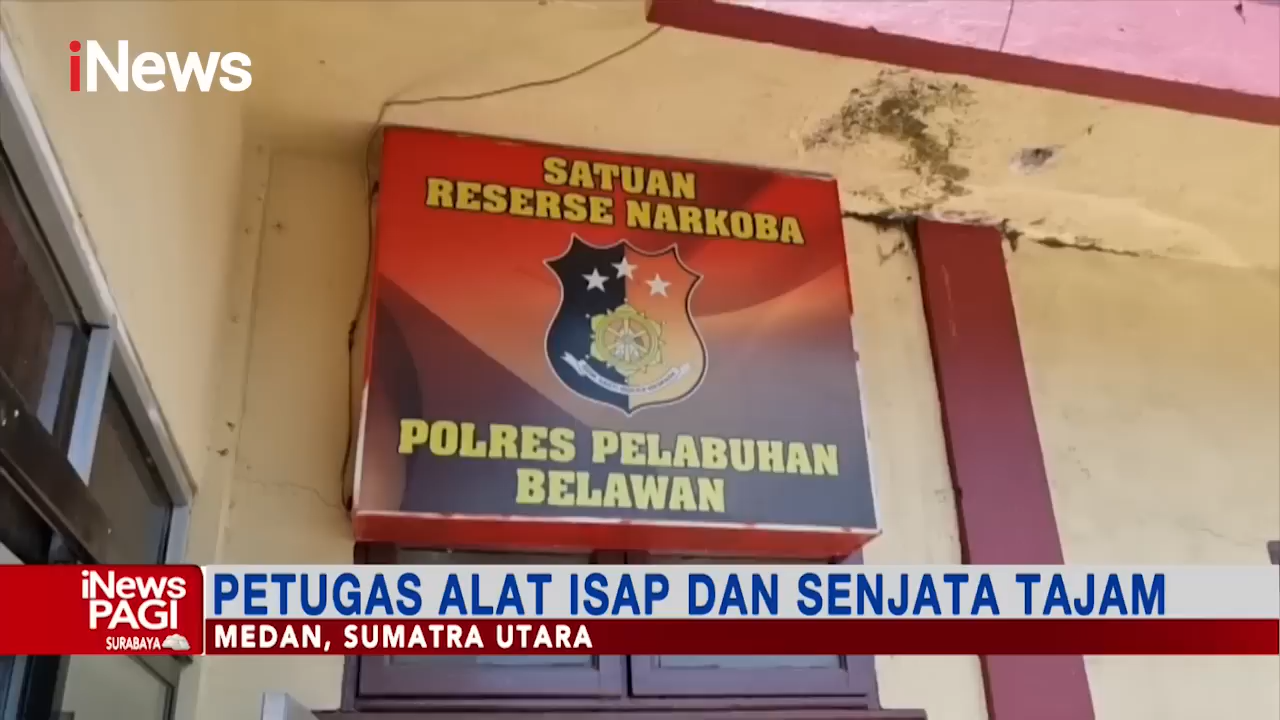 iNews
SATUAN
RESERSE NARKOBA
POLRES PELABUHAN
BELAWAN
iNews
PAGI
SURABAYA
PETUGAS ALAT ISAP DAN SENJATA TAJAM
MEDAN, SUMATRA UTARA